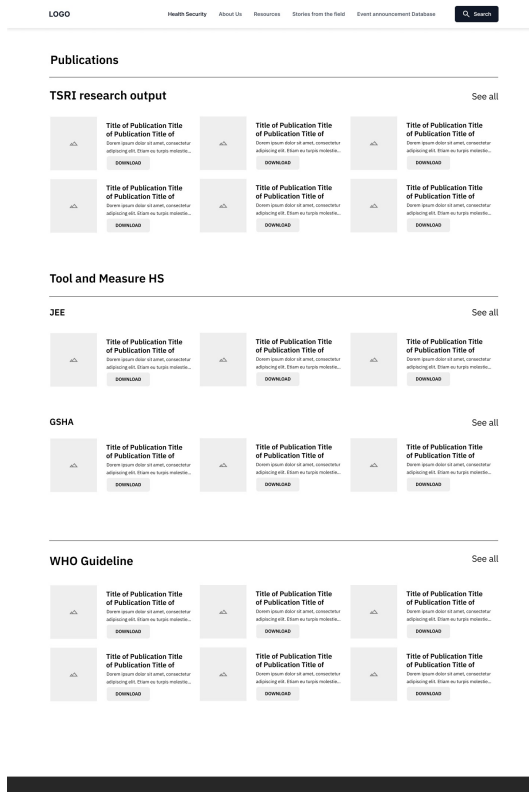 LOGO
Health Security
About Us
Resources
Stories from the field
Event announcement Database
Search
Publications
TSRI research output
See all
Title of Publication Title
of Publication Title of
Dorem ipsum dolor sit amet, consectetur
adipiscing elit. Etiam eu turpis molestie...
DOWNLOAD
Title of Publication Title
of Publication Title of
Dorem ipsum dolor sit amet, consectetur
adipiscing elit. Etiam eu turpis molestie...
DOWNLOAD
Title of Publication Title
of Publication Title of
Dorem ipsum dolor sit amet, consectetur
adipiscing elit. Etiam eu turpis molestie...
DOWNLOAD
Title of Publication Title
of Publication Title of
Dorem ipsum dolor sit amet, consectetur
adipiscing elit. Etiam eu turpis molestie...
DOWNLOAD
Title of Publication Title
of Publication Title of
Dorem ipsum dolor sit amet, consectetur
adipiscing elit. Etiam eu turpis molestie...
DOWNLOAD
Title of Publication Title
of Publication Title of
Dorem ipsum dolor sit amet, consectetur
adipiscing elit. Etiam eu turpis molestie...
DOWNLOAD
Tool and Measure HS
JEE
See all
Title of Publication Title
of Publication Title of
Dorem ipsum dolor sit amet, consectetur
adipiscing elit. Etiam eu turpis molestie...
DOWNLOAD
Title of Publication Title
of Publication Title of
Dorem ipsum dolor sit amet, consectetur
adipiscing elit. Etiam eu turpis molestie...
DOWNLOAD
Title of Publication Title
of Publication Title of
Dorem ipsum dolor sit amet, consectetur
adipiscing elit. Etiam eu turpis molestie...
DOWNLOAD
GSHA
See all
Title of Publication Title
of Publication Title of
Dorem ipsum dolor sit amet, consectetur
adipiscing elit. Etiam eu turpis molestie...
DOWNLOAD
Title of Publication Title
of Publication Title of
Dorem ipsum dolor sit amet, consectetur
adipiscing elit. Etiam eu turpis molestie...
DOWNLOAD
Title of Publication Title
of Publication Title of
Dorem ipsum dolor sit amet, consectetur
adipiscing elit. Etiam eu turpis molestie...
DOWNLOAD
WHO Guideline
See all
Title of Publication Title
of Publication Title of
Dorem ipsum dolor sit amet, consectetur
adipiscing elit. Etiam eu turpis molestie...
DOWNLOAD
Title of Publication Title
of Publication Title of
Dorem ipsum dolor sit amet, consectetur
adipiscing elit. Etiam eu turpis molestie...
DOWNLOAD
Title of Publication Title
of Publication Title of
Dorem ipsum dolor sit amet, consectetur
adipiscing elit. Etiam eu turpis molestie...
DOWNLOAD
Title of Publication Title
of Publication Title of
Dorem ipsum dolor sit amet, consectetur
adipiscing elit. Etiam eu turpis molestie...
DOWNLOAD
Title of Publication Title
of Publication Title of
Dorem ipsum dolor sit amet, consectetur
adipiscing elit. Etiam eu turpis molestie...
DOWNLOAD
Title of Publication Title
of Publication Title of
Dorem ipsum dolor sit amet, consectetur
adipiscing elit. Etiam eu turpis molestie...
DOWNLOAD